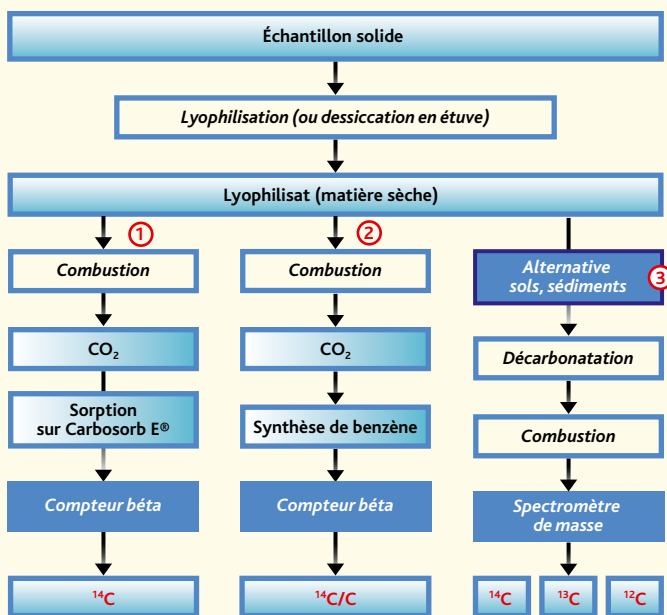 Échantillon solide
Lyophilisation (ou dessiccation en étuve)
Lyophilisat (matière sèche)
1
2
Combustion
Combustion
Alternative
sols, sédiments
3
CO₂
CO₂
Décarbonatation
Sorption
sur Carbosorb E®
Synthèse de benzène
Combustion
Compteur béta
Compteur béta
Spectromètre
de masse
¹⁴C
¹⁴C/C
¹⁴C
¹³C
¹²C